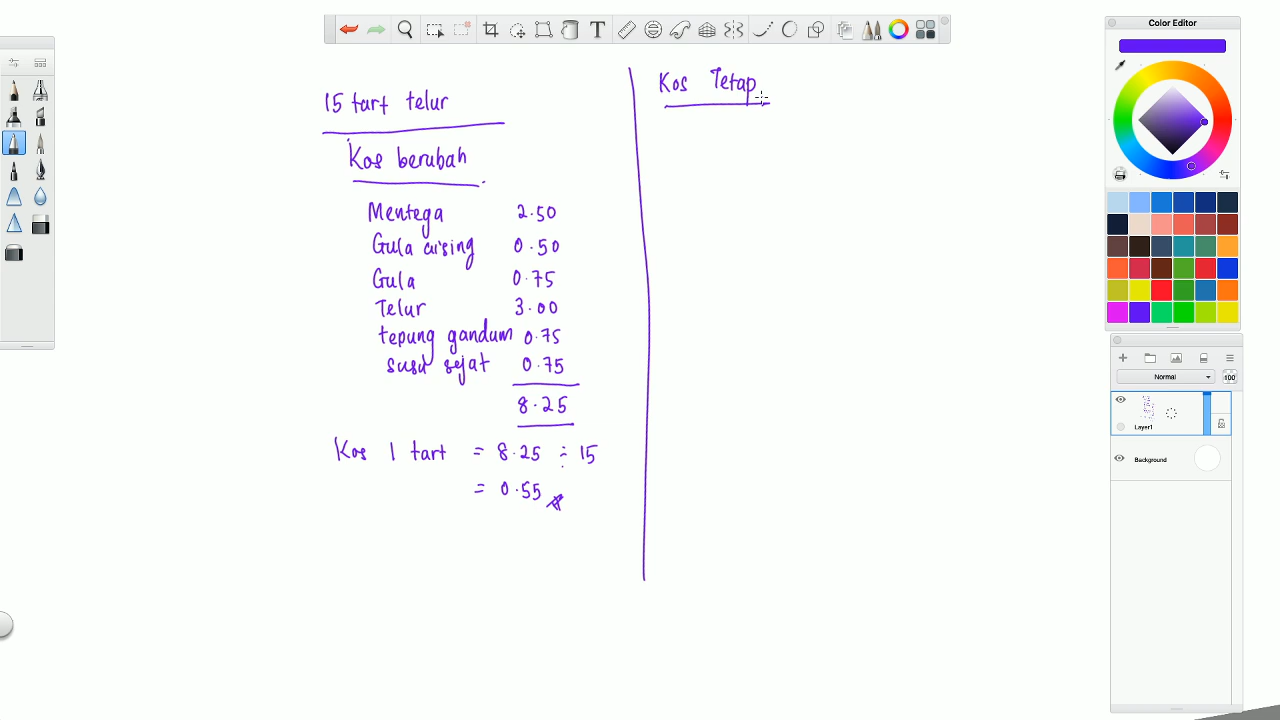 15 tart telur
Kos berubah
Mentega 2.50
Gula aising 0.50
Gula 0.75
Telur 3.00
tepung gandum 0.75
susu sejat 0.75
8.25
Kos 1 tart = 8.25 ÷ 15
= 0.55
Kos Tetap
Color Editor
Normal
100
Layer1
Background